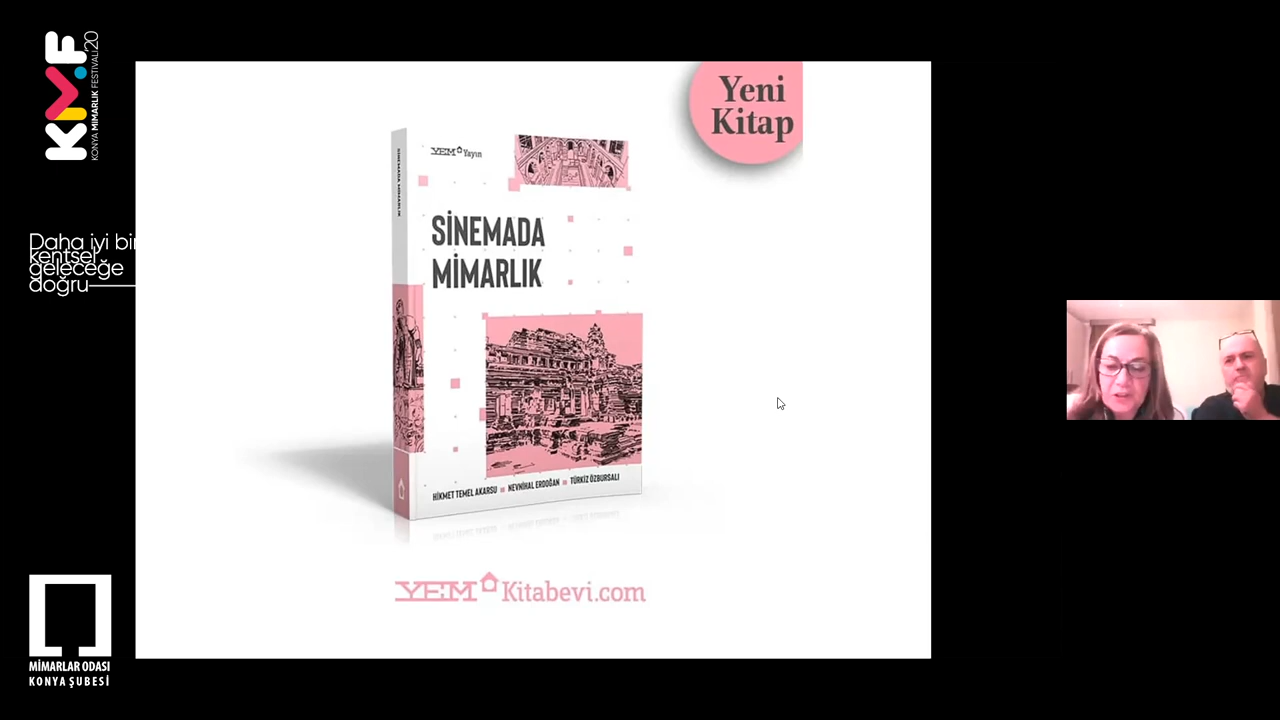 KMF
KONYA MİMARLIK FESTİVALİ/20
Daha iyi bir
kentsel
geleceğe
doğru
MİMARLAR ODASI
KONYA ŞUBESİ
Yeni
Kitap
YEM Yayın
SİNEMADA MİMARLIK
SİNEMADA
MİMARLIK
HİKMET TEMEL AKARSU NEVNİHAL ERDOĞAN TÜRKİZ ÖZBURSALI
YEM Kitabevi.com